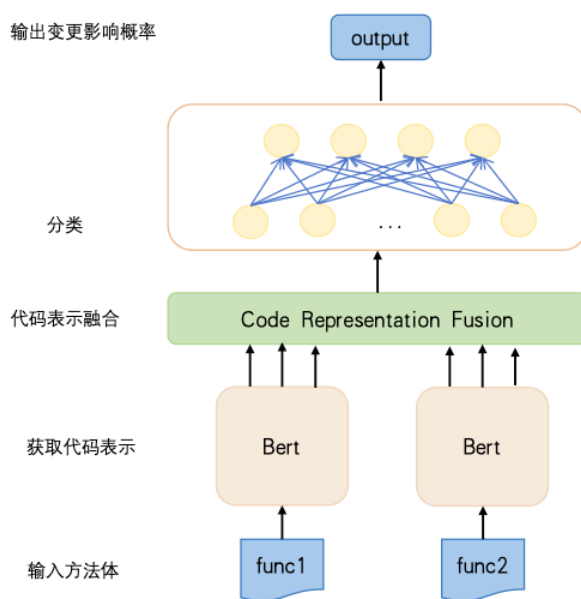 输出变更影响概率
output
分类
...
代码表示融合
Code Representation Fusion
获取代码表示
Bert
Bert
输入方法体
func1
func2